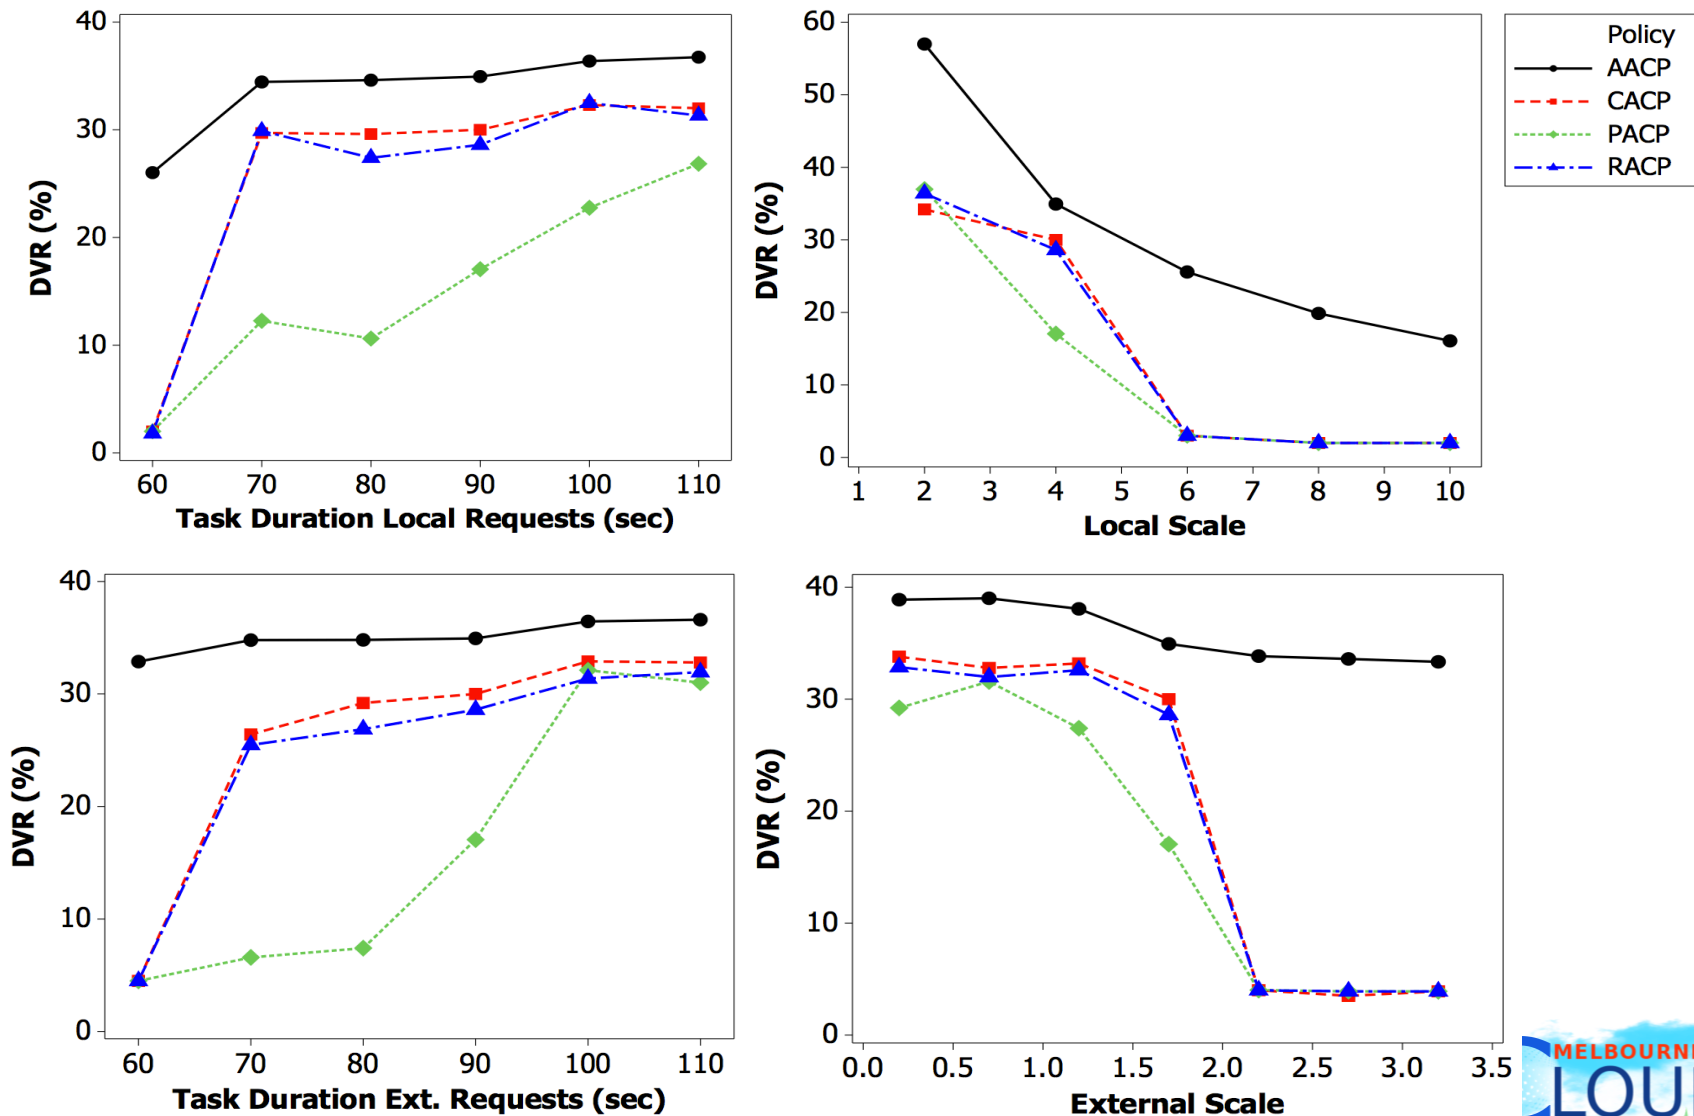 40
30
20
10
0
DVR (%)
60 70 80 90 100 110
Task Duration Local Requests (sec)
60
50
40
30
20
10
0
DVR (%)
1 2 3 4 5 6 7 8 9 10
Local Scale
Policy
AACP
CACP
PACP
RACP
40
30
20
10
0
DVR (%)
60 70 80 90 100 110
Task Duration Ext. Requests (sec)
40
30
20
10
0
DVR (%)
0.0 0.5 1.0 1.5 2.0 2.5 3.0 3.5
External Scale
MELBOURN
LOU